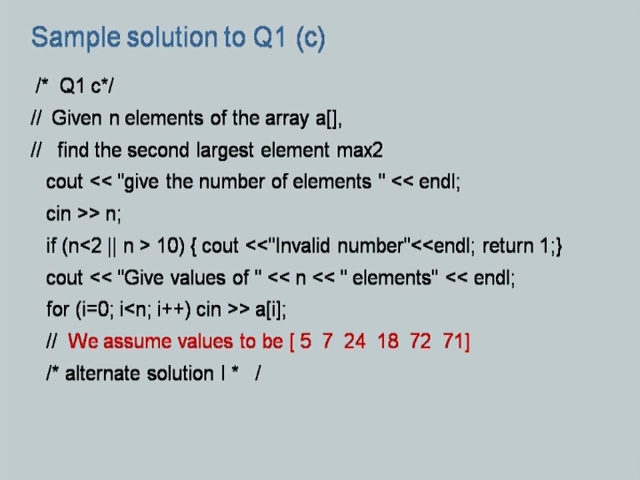 Sample solution to Q1 (c)
/* Q1 c*/
// Given n elements of the array a[],
// find the second largest element max2
cout << "give the number of elements " << endl;
cin >> n;
if (n<2 || n > 10) { cout <<"Invalid number"<<endl; return 1;}
cout << "Give values of " << n << " elements" << endl;
for (i=0; i<n; i++) cin >> a[i];
// We assume values to be [ 5 7 24 18 72 71]
/* alternate solution I * /